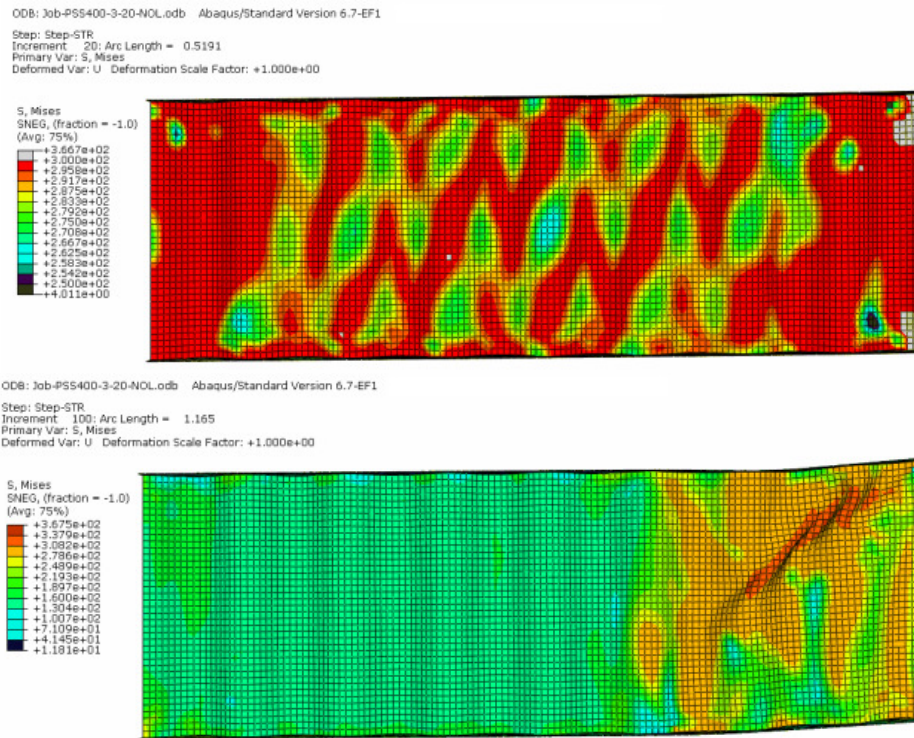 ODB: Job-PSS400-3-20-NOL.odb Abaqus/Standard Version 6.7-EF1
Step: Step-STR
Increment 20: Arc Length = 0.5191
Primary Var: S, Mises
Deformed Var: U Deformation Scale Factor: +1.000e+00
S, Mises
SNEG, (fraction = -1.0)
(Avg: 75%)
+3.667e+02
+3.000e+02
+2.958e+02
+2.917e+02
+2.875e+02
+2.833e+02
+2.792e+02
+2.750e+02
+2.708e+02
+2.667e+02
+2.625e+02
+2.583e+02
+2.542e+02
+2.500e+02
+4.011e+00
ODB: Job-PSS400-3-20-NOL.odb Abaqus/Standard Version 6.7-EF1
Step: Step-STR
Increment 100: Arc Length = 1.165
Primary Var: S, Mises
Deformed Var: U Deformation Scale Factor: +1.000e+00
S, Mises
SNEG, (fraction = -1.0)
(Avg: 75%)
+3.675e+02
+3.379e+02
+3.082e+02
+2.786e+02
+2.489e+02
+2.193e+02
+1.897e+02
+1.600e+02
+1.304e+02
+1.007e+02
+7.109e+01
+4.145e+01
+1.181e+01